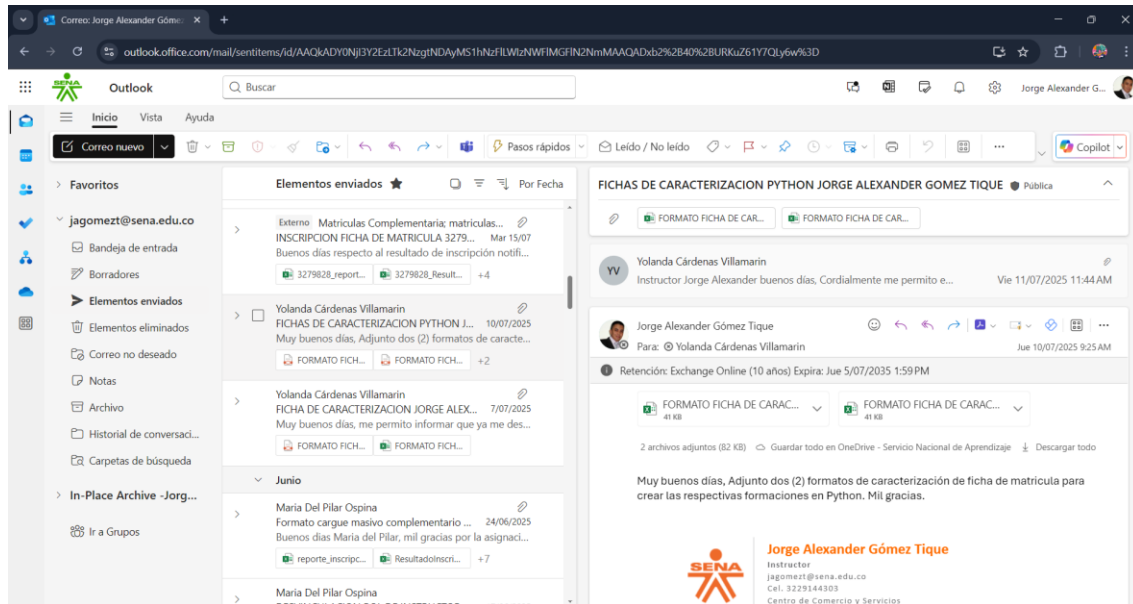 Correo: Jorge Alexander Góme
outlook.office.com/mail/sentitems/id/AAQkADY0NjI3Y2EzLTk2NzgtNDAyMS1hNzFlLWIzNWFlMGFlN2NmMAAQADxb2%2B40%2BURKuZ61Y7QLy6w%3D
SENA
Outlook
Buscar
Jorge Alexander G...
Inicio Vista Ayuda
Correo nuevo
Pasos rápidos
Leído / No leído
Copilot
Favoritos
jagomezt@sena.edu.co
Bandeja de entrada
Borradores
Elementos enviados
Elementos eliminados
Correo no deseado
Notas
Archivo
Historial de conversaci...
Carpetas de búsqueda
In-Place Archive -Jorg...
Ir a Grupos
Elementos enviados
Por Fecha
Externo Matriculas Complementaria; matriculas...
INSCRIPCION FICHA DE MATRICULA 3279... Mar 15/07
Buenos días respecto al resultado de inscripción notifi...
3279828_report... 3279828_Result... +4
Yolanda Cárdenas Villamarin
FICHAS DE CARACTERIZACION PYTHON J... 10/07/2025
Muy buenos días, Adjunto dos (2) formatos de caracte...
FORMATO FICH... FORMATO FICH... +2
Yolanda Cárdenas Villamarin
FICHA DE CARACTERIZACION JORGE ALEX... 7/07/2025
Muy buenos días, me permito informar que ya me des...
FORMATO FICH... FORMATO FICH...
Junio
Maria Del Pilar Ospina
Formato cargue masivo complementario ... 24/06/2025
Buenos dias Maria del Pilar, mil gracias por la asignaci...
reporte_inscripc... ResultadoInscri... +7
Maria Del Pilar Ospina
FICHAS DE CARACTERIZACION PYTHON JORGE ALEXANDER GOMEZ TIQUE Pública
FORMATO FICHA DE CAR... FORMATO FICHA DE CAR...
YV
Yolanda Cárdenas Villamarin
Instructor Jorge Alexander buenos días, Cordialmente me permito e... Vie 11/07/2025 11:44 AM
Jorge Alexander Gómez Tique
Para: Yolanda Cárdenas Villamarin
Jue 10/07/2025 9:25 AM
Retención: Exchange Online (10 años) Expira: Jue 5/07/2035 1:59 PM
FORMATO FICHA DE CARAC... FORMATO FICHA DE CARAC...
41 KB 41 KB
2 archivos adjuntos (82 KB) Guardar todo en OneDrive - Servicio Nacional de Aprendizaje Descargar todo
Muy buenos días, Adjunto dos (2) formatos de caracterización de ficha de matricula para
crear las respectivas formaciones en Python. Mil gracias.
SENA
Jorge Alexander Gómez Tique
Instructor
jagomezt@sena.edu.co
Cel. 3229144303
Centro de Comercio y Servicios